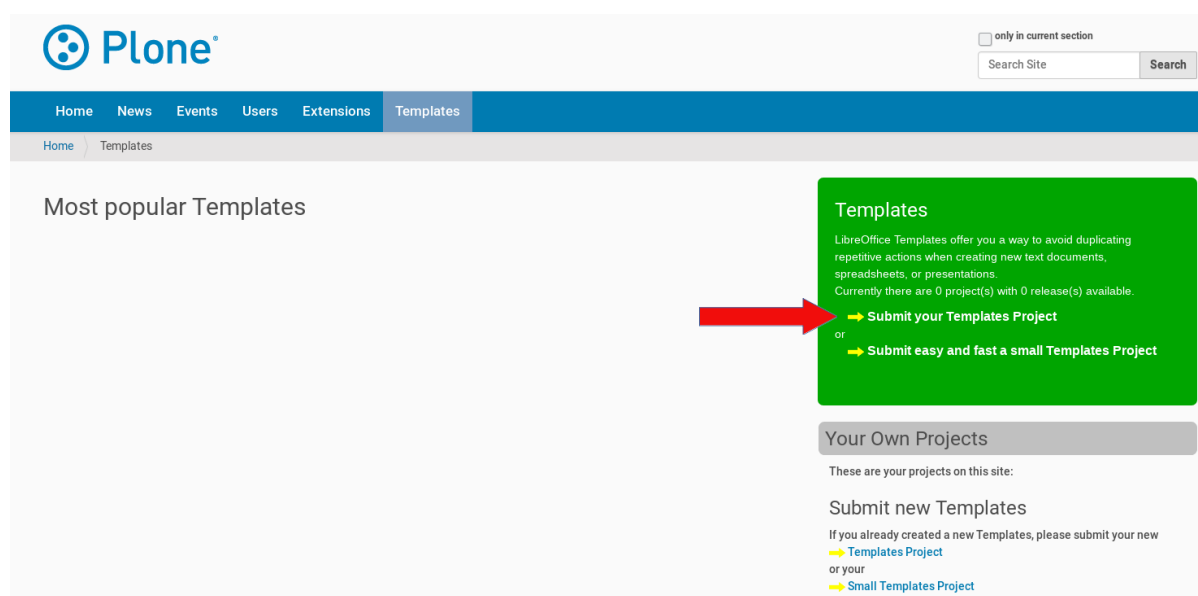 Plone®
only in current section
Search Site
Search
Home News Events Users Extensions Templates
Home Templates
Most popular Templates
Templates
LibreOffice Templates offer you a way to avoid duplicating
repetitive actions when creating new text documents,
spreadsheets, or presentations.
Currently there are 0 project(s) with 0 release(s) available.
Submit your Templates Project
or
Submit easy and fast a small Templates Project
Your Own Projects
These are your projects on this site:
Submit new Templates
If you already created a new Templates, please submit your new
Templates Project
or your
Small Templates Project